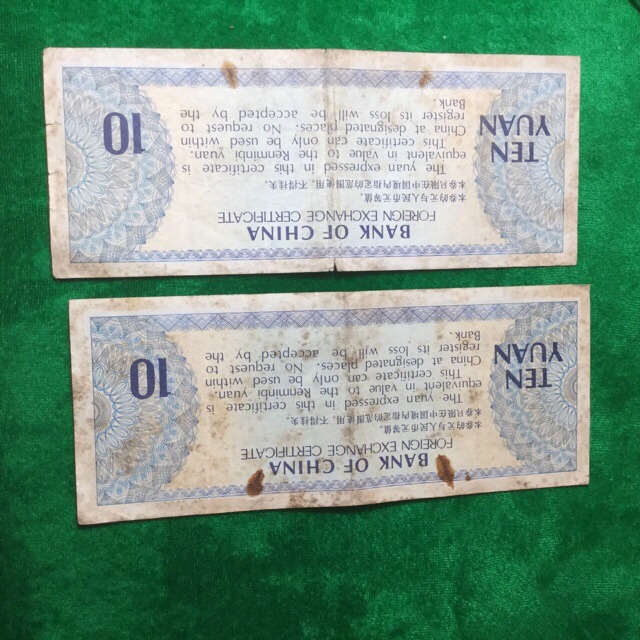 BANK OF CHINA
FOREIGN EXCHANGE CERTIFICATE
本券的元与人民币元等值。
本券只限在中国境内指定的范围使用,不得挂失。
TEN
YUAN
The yuan expressed in this certificate is
equivalent in value to the Renminbi yuan.
This certificate can only be used within
China at designated places. No request to
register its loss will be accepted by the
Bank.
10
BANK OF CHINA
FOREIGN EXCHANGE CERTIFICATE
本券的元与人民币元等值。
本券只限在中国境内指定的范围使用,不得挂失。
TEN
YUAN
The yuan expressed in this certificate is
equivalent in value to the Renminbi yuan.
This certificate can only be used within
China at designated places. No request to
register its loss will be accepted by the
Bank.
10